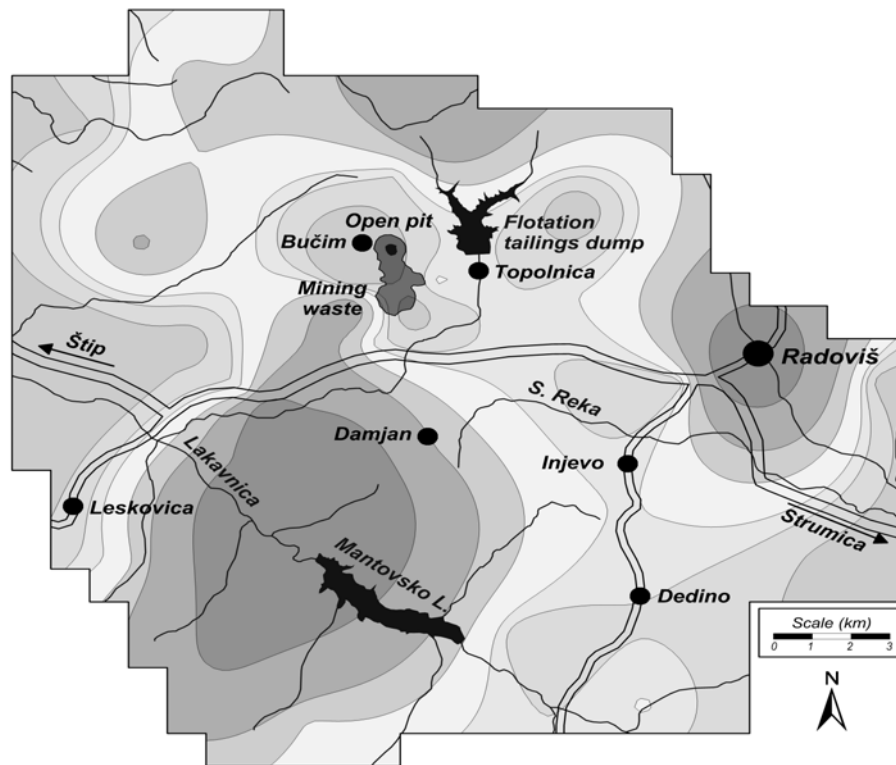 Open pit
Bučim
Flotation
tailings dump
Topolnica
Mining
waste
Štip
Radoviš
S. Reka
Damjan
Injevo
Lakavnica
Leskovica
Strumica
Mantovsko L.
Dedino
Scale (km)
0 1 2 3
N